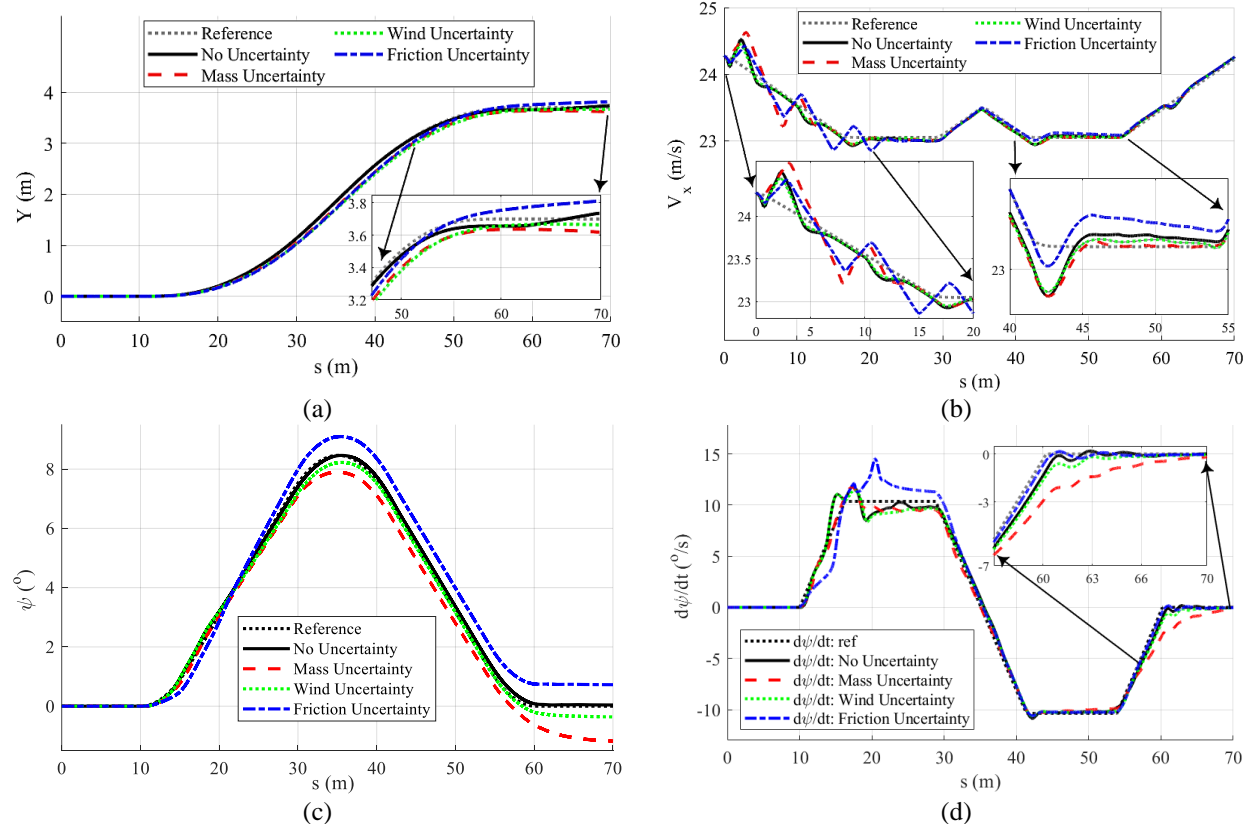 Reference
No Uncertainty
Mass Uncertainty
Wind Uncertainty
Friction Uncertainty
Y (m)
4
3
2
1
0
3.8
3.6
3.4
3.2
50
60
70
0 10 20 30 40 50 60 70
s (m)
(a)
Reference
No Uncertainty
Mass Uncertainty
Wind Uncertainty
Friction Uncertainty
Vx (m/s)
25
24
23
24
23.5
23
0 5 10 15 20
23
40 45 50 55
0 10 20 30 40 50 60 70
s (m)
(b)
ψ (o)
8
6
4
2
0
Reference
No Uncertainty
Mass Uncertainty
Wind Uncertainty
Friction Uncertainty
0 10 20 30 40 50 60 70
s (m)
(c)
dψ/dt (o/s)
15
10
5
0
-5
-10
0
-3
-7
60 63 66 70
dψ/dt: ref
dψ/dt: No Uncertainty
dψ/dt: Mass Uncertainty
dψ/dt: Wind Uncertainty
dψ/dt: Friction Uncertainty
0 10 20 30 40 50 60 70
s (m)
(d)